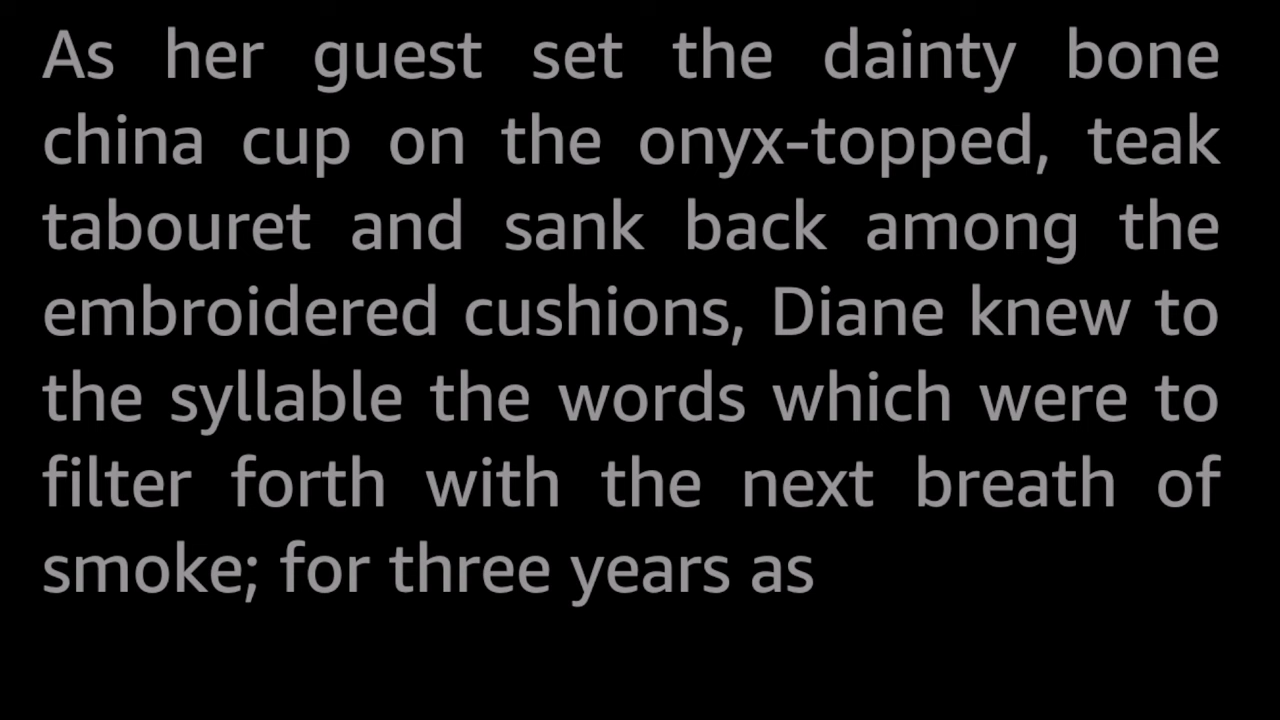 As her guest set the dainty bone
china cup on the onyx-topped, teak
tabouret and sank back among the
embroidered cushions, Diane knew to
the syllable the words which were to
filter forth with the next breath of
smoke; for three years as